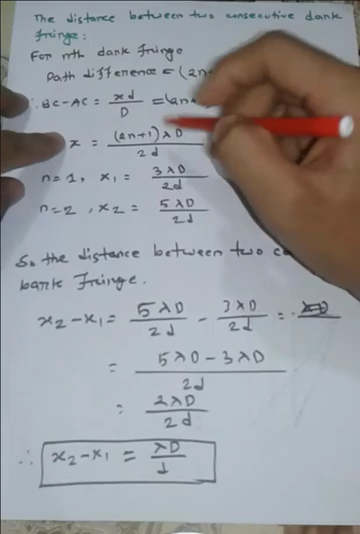 The distance between two consecutive dark
fringe:
For nth dark fringe
Path difference = (2n
∴ BC-AC = xd/D = (2n+
x = (2n+1)λD/2d
n=1, x₁ = 3λD/2d
n=2, x₂ = 5λD/2d
So the distance between two
bark Fringe.
x₂-x₁ = 5λD/2d - 3λD/2d =
= 5λD-3λD/2d
= 2λD/2d
∴ x₂-x₁ = λD/d